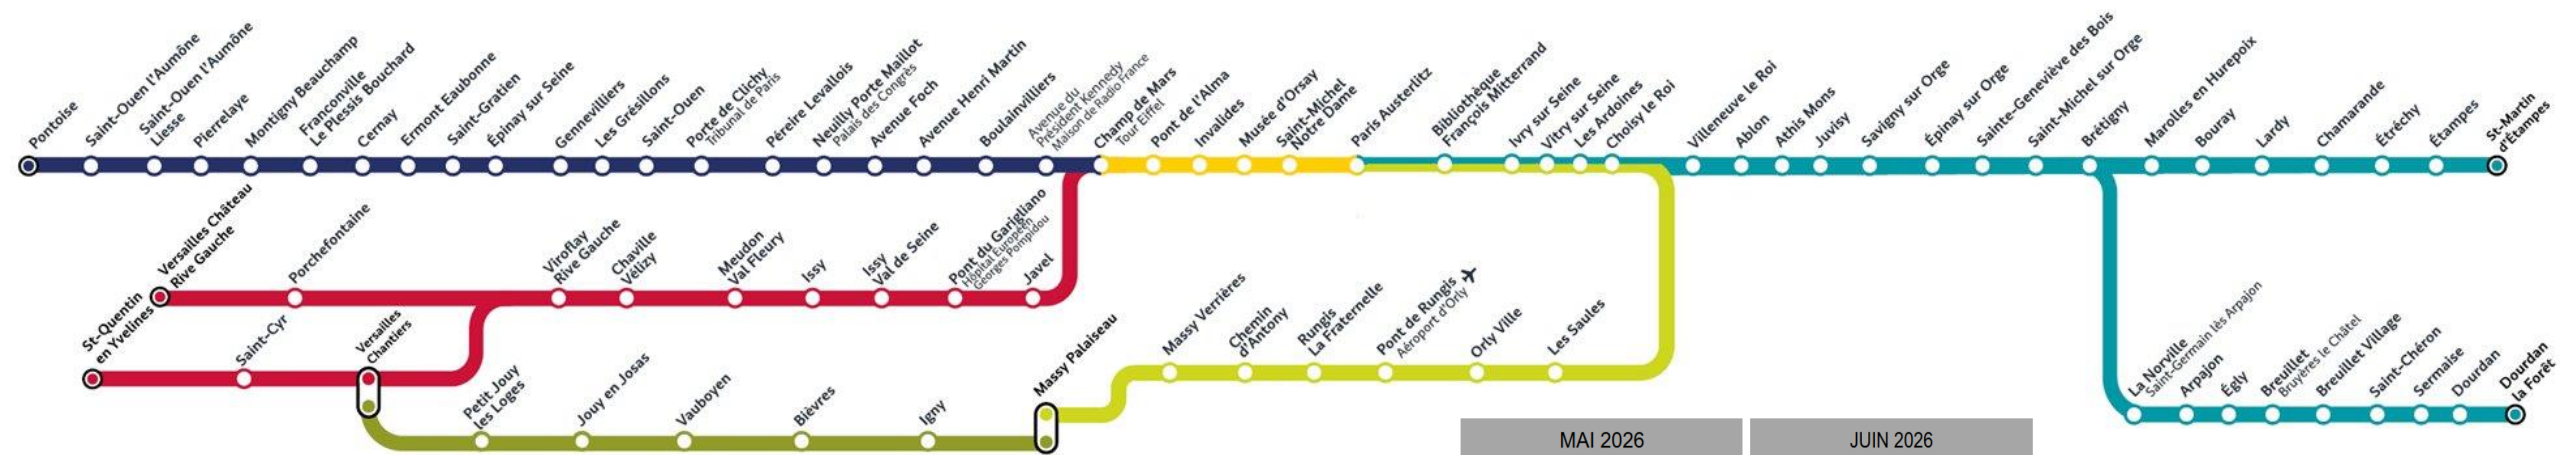 Pontoise
Saint-Ouen l'Aumône
Saint-Ouen l'Aumône
Liesse
Pierrelaye
Montigny Beauchamp
Franconville
Le Plessis Bouchard
Cernay
Ermont Eaubonne
Saint-Gratien
Épinay sur Seine
Gennevilliers
Les Grésillons
Saint-Ouen
Porte de Clichy
Tribunal de Paris
Péreire Levallois
Neuilly Porte Maillot
Palais des Congrès
Avenue Foch
Avenue Henri Martin
Boulainvilliers
Avenue du
Président Kennedy
Maison de Radio France
Champ de Mars
Tour Eiffel
Pont de l'Alma
Invalides
Musée d'Orsay
Saint-Michel
Notre Dame
Paris Austerlitz
Bibliothèque
François Mitterrand
Ivry sur Seine
Vitry sur Seine
Les Ardoines
Choisy le Roi
Villeneuve le Roi
Ablon
Athis Mons
Juvisy
Savigny sur Orge
Épinay sur Orge
Sainte-Geneviève des Bois
Saint-Michel sur Orge
Brétigny
Marolles en Hurepoix
Bouray
Lardy
Chamarande
Étréchy
Étampes
St-Martin
d'Étampes
Versailles Château
Rive Gauche
Porchefontaine
Viroflay
Rive Gauche
Chaville
Vélizy
Meudon
Val Fleury
Issy
Issy
Val de Seine
Pont du Garigliano
Hôpital Européen
Georges Pompidou
Javel
St-Quentin
en Yvelines
Saint-Cyr
Versailles
Chantiers
Petit Jouy
les Loges
Jouy en Josas
Vauboyen
Bièvres
Igny
Massy Palaiseau
Massy Verrières
Chemin
d'Antony
Rungis
La Fraternelle
Pont de Rungis
Aéroport d'Orly
Orly Ville
Les Saules
La Norville
Saint-Germain lès Arpajon
Arpajon
Égly
Breuillet
Bruyères le Châtel
Breuillet Village
Saint-Chéron
Sermaise
Dourdan
Dourdan
la Forêt
MAI 2026
JUIN 2026